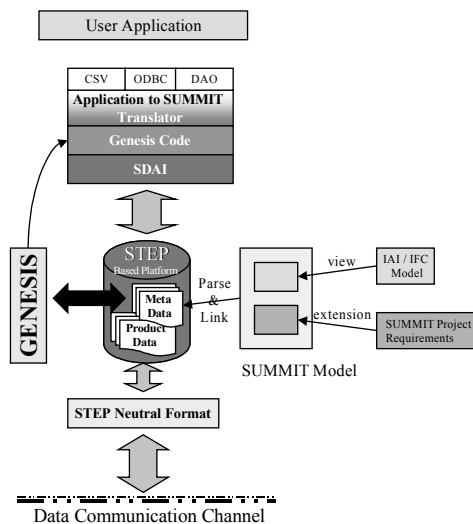 User Application
CSV ODBC DAO
Application to SUMMIT
Translator
Genesis Code
SDAI
GENESIS
STEP
Based Platform
Meta
Data
Product
Data
Parse
&
Link
view
extension
IAI / IFC
Model
SUMMIT Project
Requirements
SUMMIT Model
STEP Neutral Format
Data Communication Channel